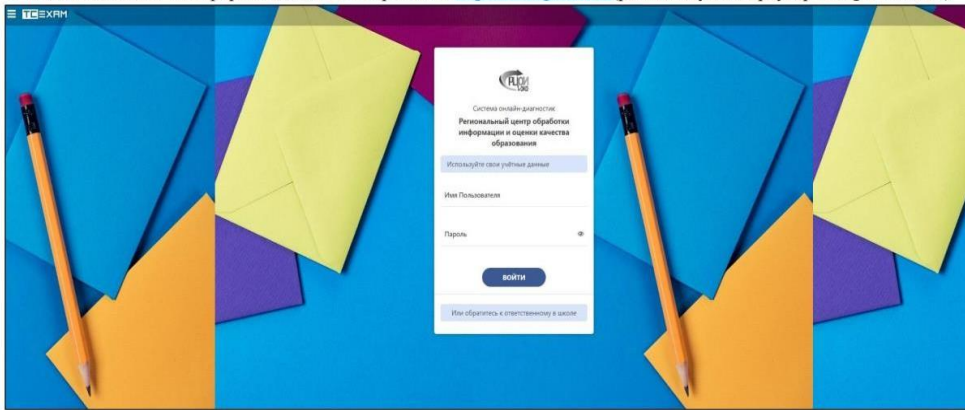 TCEXAM
РЦОИ
Система онлайн-диагностик
Региональный центр обработки
информации и оценки качества
образования
Используйте свои учётные данные
Имя Пользователя
Пароль
ВОЙТИ
Или обратитесь к ответственному в школе